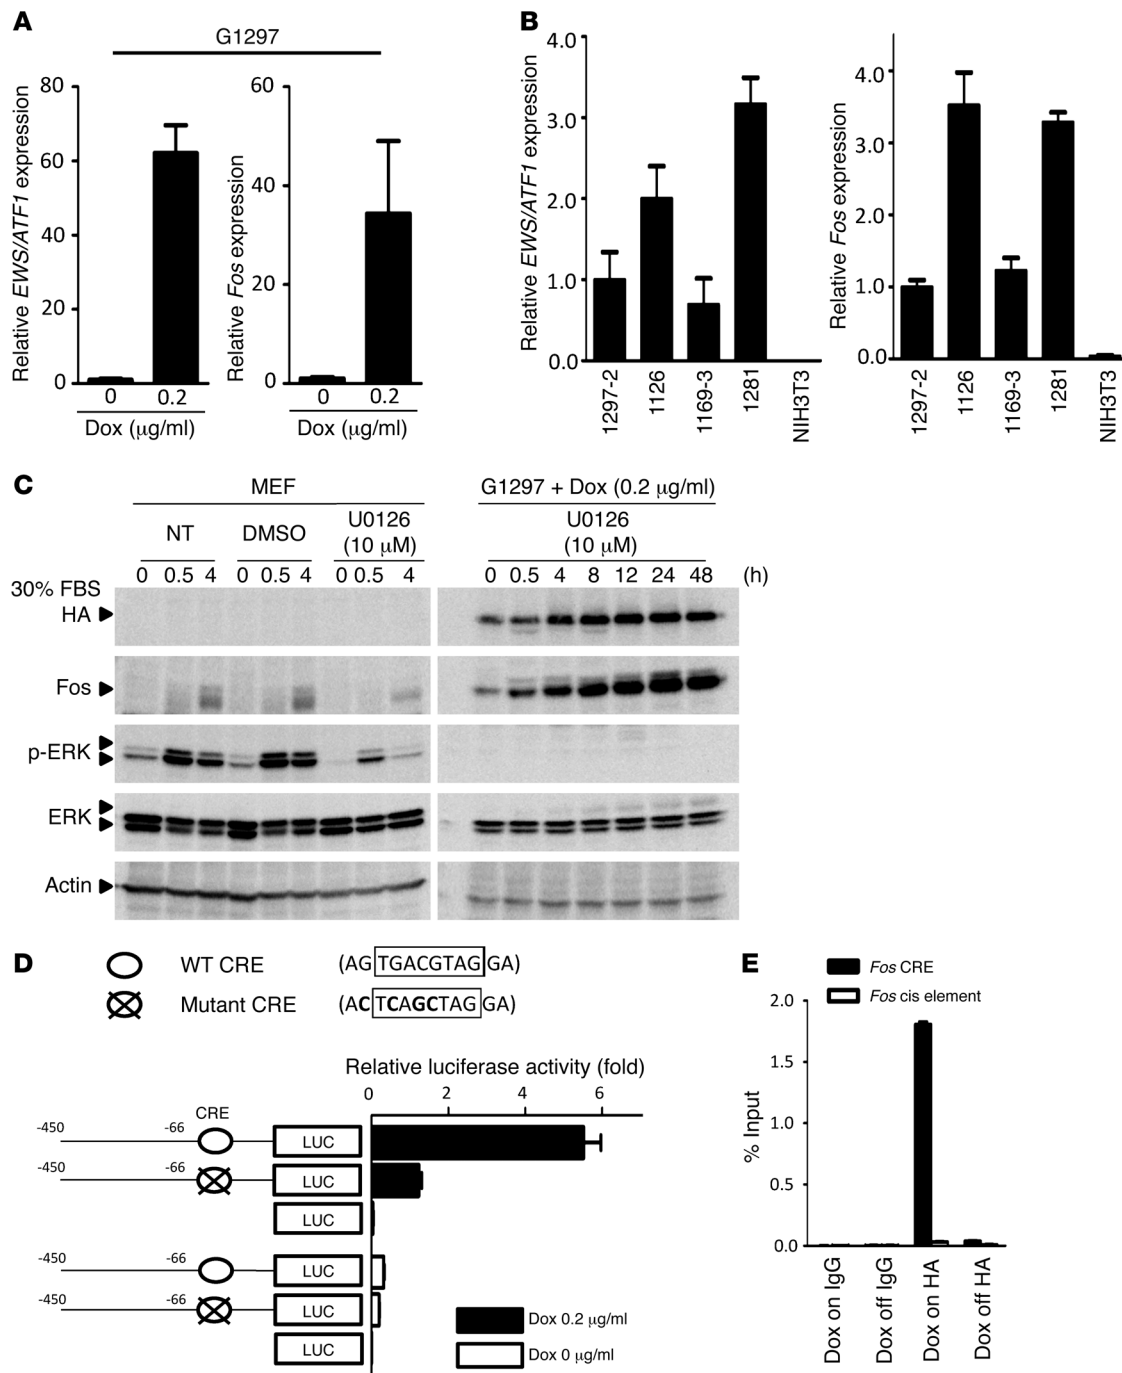 A
G1297
Relative EWS/ATF1 expression
80
60
40
20
0
0 0.2
Dox (μg/ml)
Relative Fos expression
60
40
20
0
0 0.2
Dox (μg/ml)
B
Relative EWS/ATF1 expression
4.0
3.0
2.0
1.0
0.0
1297-2
1126
1169-3
1281
NIH3T3
Relative Fos expression
4.0
3.0
2.0
1.0
0.0
1297-2
1126
1169-3
1281
NIH3T3
C
MEF
NT DMSO U0126
(10 μM)
0 0.5 4 0 0.5 4 0 0.5 4
G1297 + Dox (0.2 μg/ml)
U0126
(10 μM)
0 0.5 4 8 12 24 48 (h)
30% FBS
HA
Fos
p-ERK
ERK
Actin
D
WT CRE (AG TGACGTAG GA)
Mutant CRE (AC TCAGCTAG GA)
Relative luciferase activity (fold)
0 2 4 6
CRE
-450 -66 LUC
-450 -66 LUC
LUC
-450 -66 LUC
-450 -66 LUC
LUC
Dox 0.2 μg/ml
Dox 0 μg/ml
E
Fos CRE
Fos cis element
% Input
2.0
1.5
1.0
0.5
0.0
Dox on IgG
Dox off IgG
Dox on HA
Dox off HA